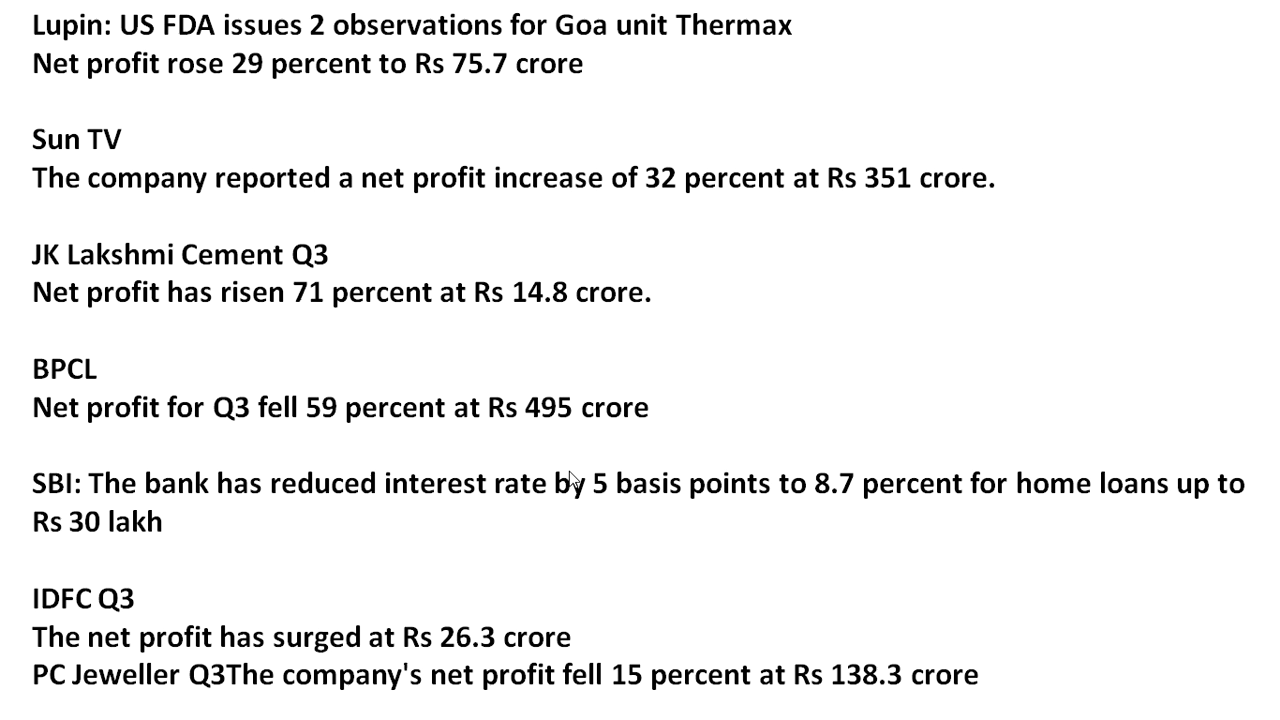 Lupin: US FDA issues 2 observations for Goa unit Thermax
Net profit rose 29 percent to Rs 75.7 crore
Sun TV
The company reported a net profit increase of 32 percent at Rs 351 crore.
JK Lakshmi Cement Q3
Net profit has risen 71 percent at Rs 14.8 crore.
BPCL
Net profit for Q3 fell 59 percent at Rs 495 crore
SBI: The bank has reduced interest rate by 5 basis points to 8.7 percent for home loans up to
Rs 30 lakh
IDFC Q3
The net profit has surged at Rs 26.3 crore
PC Jeweller Q3The company's net profit fell 15 percent at Rs 138.3 crore